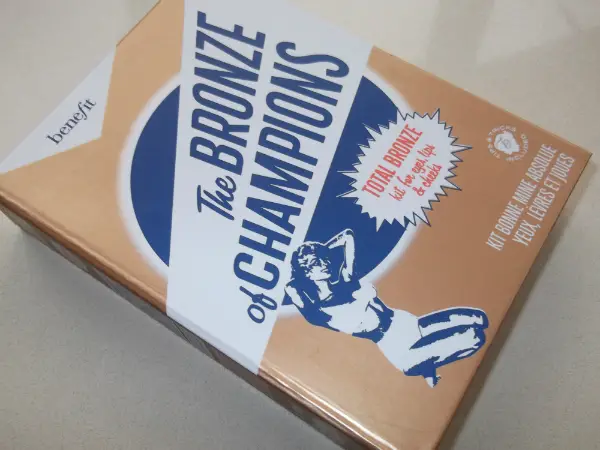 benefit
The BRONZE
of CHAMPIONS
TOTAL BRONZE
kit for eyes, lips
& cheeks
KIT BONNE MINE ABSOLUE
YEUX, LÈVRES ET JOUES